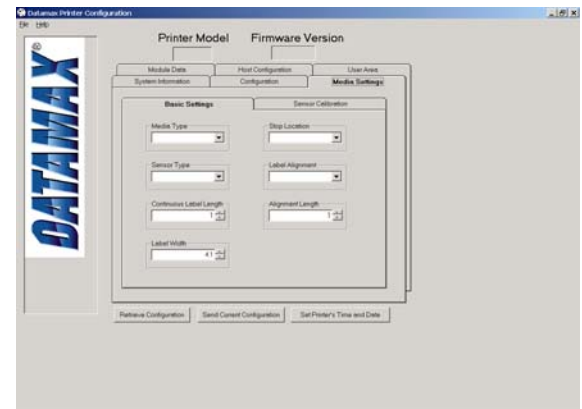 Datamax Printer Configuration
File Help
DATAMAX®
Printer Model Firmware Version
Module Data Host Configuration User Area
System Information Configuration Media Settings
Basic Settings Sensor Calibration
Media Type Stop Location
Sensor Type Label Alignment
Continuous Label Length Alignment Length
1 1
Label Width
41
Retrieve Configuration Send Current Configuration Set Printer's Time and Date